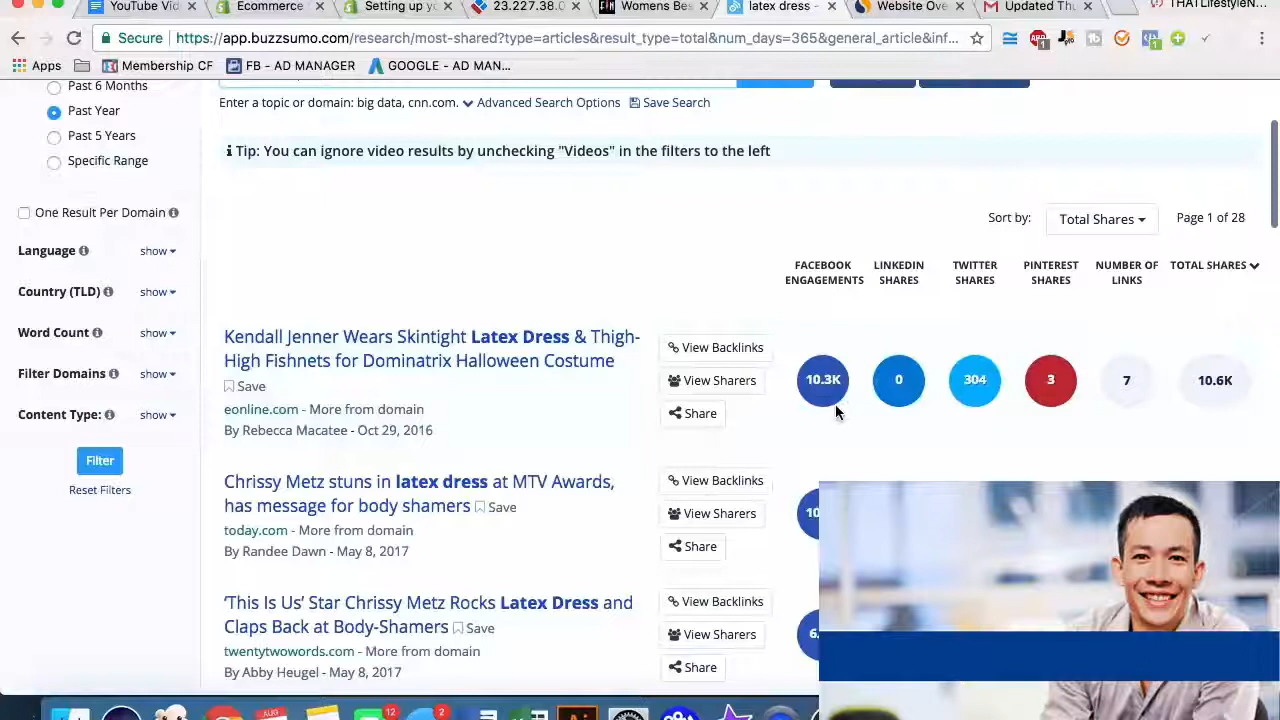 YouTube Vid
Ecommerce
Setting up y
23.227.38.0
Womens Bes
latex dress -
Website Ove
Updated Thu
THATLifestyleN
Secure
https://app.buzzsumo.com/research/most-shared?type=articles&result_type=total&num_days=365&general_article&inf...
Apps
Membership CF
FB - AD MANAGER
GOOGLE - AD MAN...
Past 6 Months
Past Year
Past 5 Years
Specific Range
One Result Per Domain
Language show
Country (TLD) show
Word Count show
Filter Domains show
Content Type: show
Filter
Reset Filters
Enter a topic or domain: big data, cnn.com. Advanced Search Options Save Search
Tip: You can ignore video results by unchecking "Videos" in the filters to the left
Sort by: Total Shares Page 1 of 28
FACEBOOK ENGAGEMENTS
LINKEDIN SHARES
TWITTER SHARES
PINTEREST SHARES
NUMBER OF LINKS
TOTAL SHARES
Kendall Jenner Wears Skintight Latex Dress & Thigh-
High Fishnets for Dominatrix Halloween Costume
Save
eonline.com - More from domain
By Rebecca Macatee - Oct 29, 2016
View Backlinks
View Sharers
Share
10.3K 0 304 3 7 10.6K
Chrissy Metz stuns in latex dress at MTV Awards,
has message for body shamers Save
today.com - More from domain
By Randee Dawn - May 8, 2017
View Backlinks
View Sharers
Share
10
'This Is Us' Star Chrissy Metz Rocks Latex Dress and
Claps Back at Body-Shamers Save
twentytwowords.com - More from domain
By Abby Heugel - May 8, 2017
View Backlinks
View Sharers
Share
6.
AUG
12
2